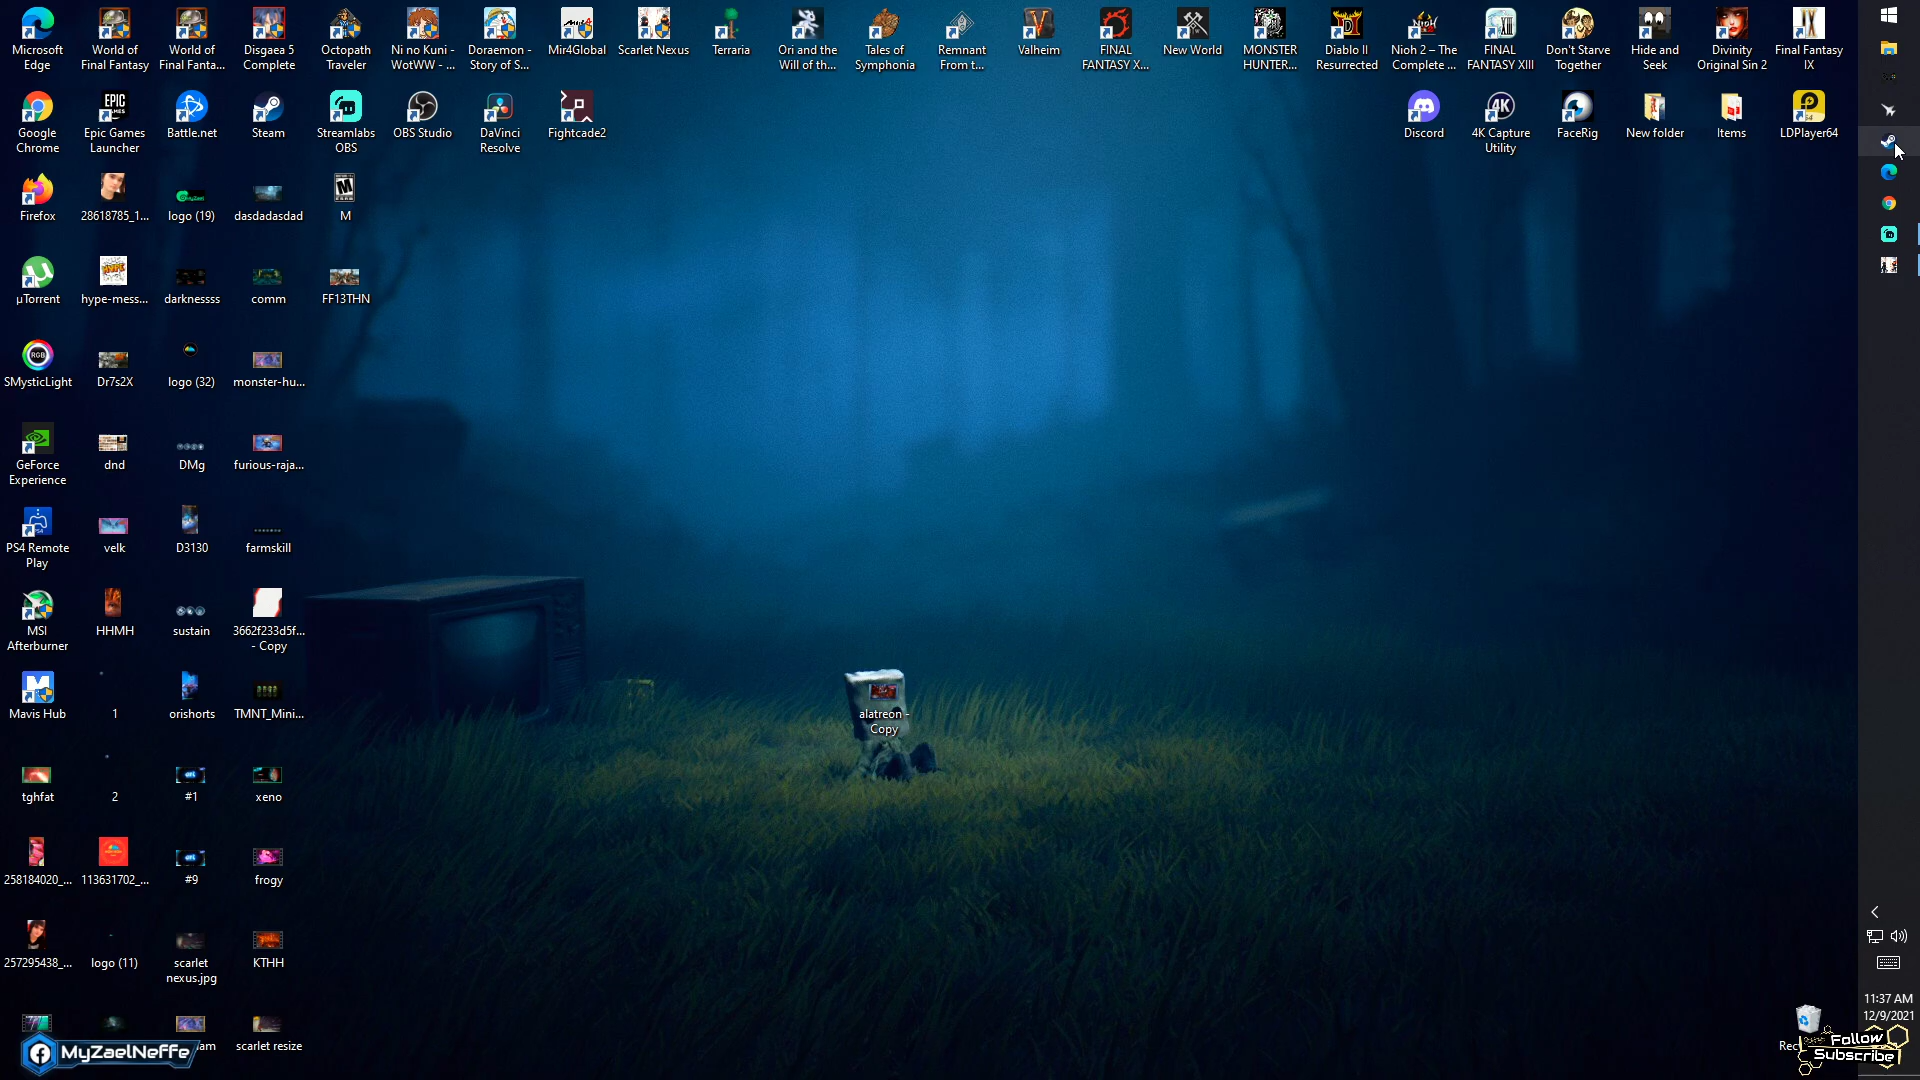 Microsoft Edge
World of Final Fantasy
World of Final Fanta...
Disgaea 5 Complete
Octopath Traveler
Ni no Kuni - WotWW - ...
Doraemon - Story of S...
Mir4Global
Scarlet Nexus
Terraria
Ori and the Will of th...
Tales of Symphonia
Remnant From t...
Valheim
FINAL FANTASY X...
New World
MONSTER HUNTER...
Diablo II Resurrected
Nioh 2 – The Complete ...
FINAL FANTASY XIII
Don't Starve Together
Hide and Seek
Divinity Original Sin 2
Final Fantasy IX
Google Chrome
Epic Games Launcher
Battle.net
Steam
Streamlabs OBS
OBS Studio
DaVinci Resolve
Fightcade2
Discord
4K Capture Utility
FaceRig
New folder
Items
LDPlayer64
Firefox
28618785_1...
logo (19)
dasdadasdad
M
µTorrent
hype-mess...
darknessss
comm
FF13THN
SMysticLight
Dr7s2X
logo (32)
monster-hu...
GeForce Experience
dnd
DMg
furious-raja...
PS4 Remote Play
velk
D3130
farmskill
MSI Afterburner
HHMH
sustain
3662f233d5f... - Copy
Mavis Hub
1
orishorts
TMNT_Mini...
alatreon - Copy
tghfat
2
#1
xeno
258184020_...
113631702_...
#9
frogy
257295438_...
logo (11)
scarlet nexus.jpg
KTHH
scarlet resize
MyZaelNeffe
11:37 AM
12/9/2021
Follow
Subscribe